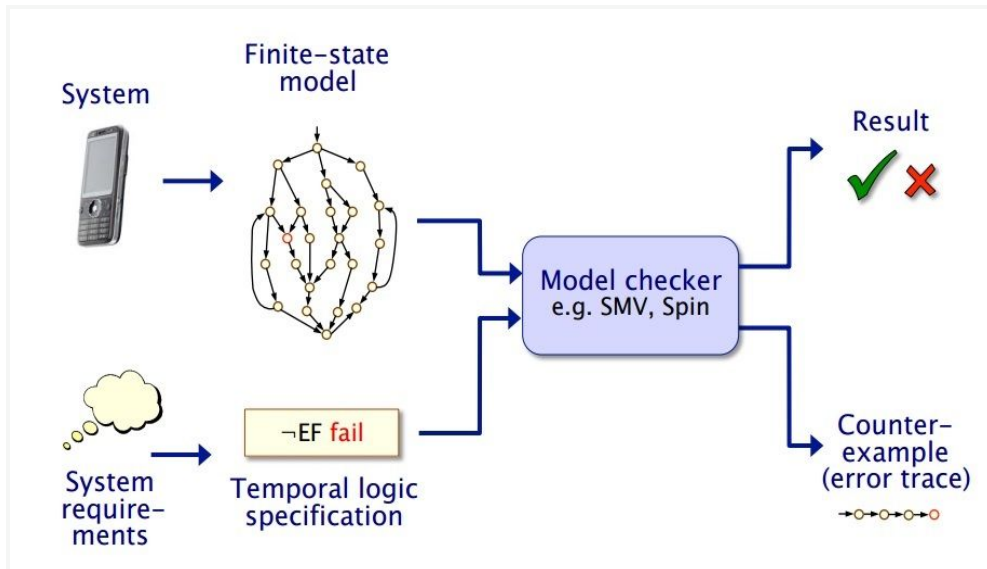 System
Finite-state
model
Result
Model checker
e.g. SMV, Spin
¬EF fail
System
require-
ments
Temporal logic
specification
Counter-
example
(error trace)